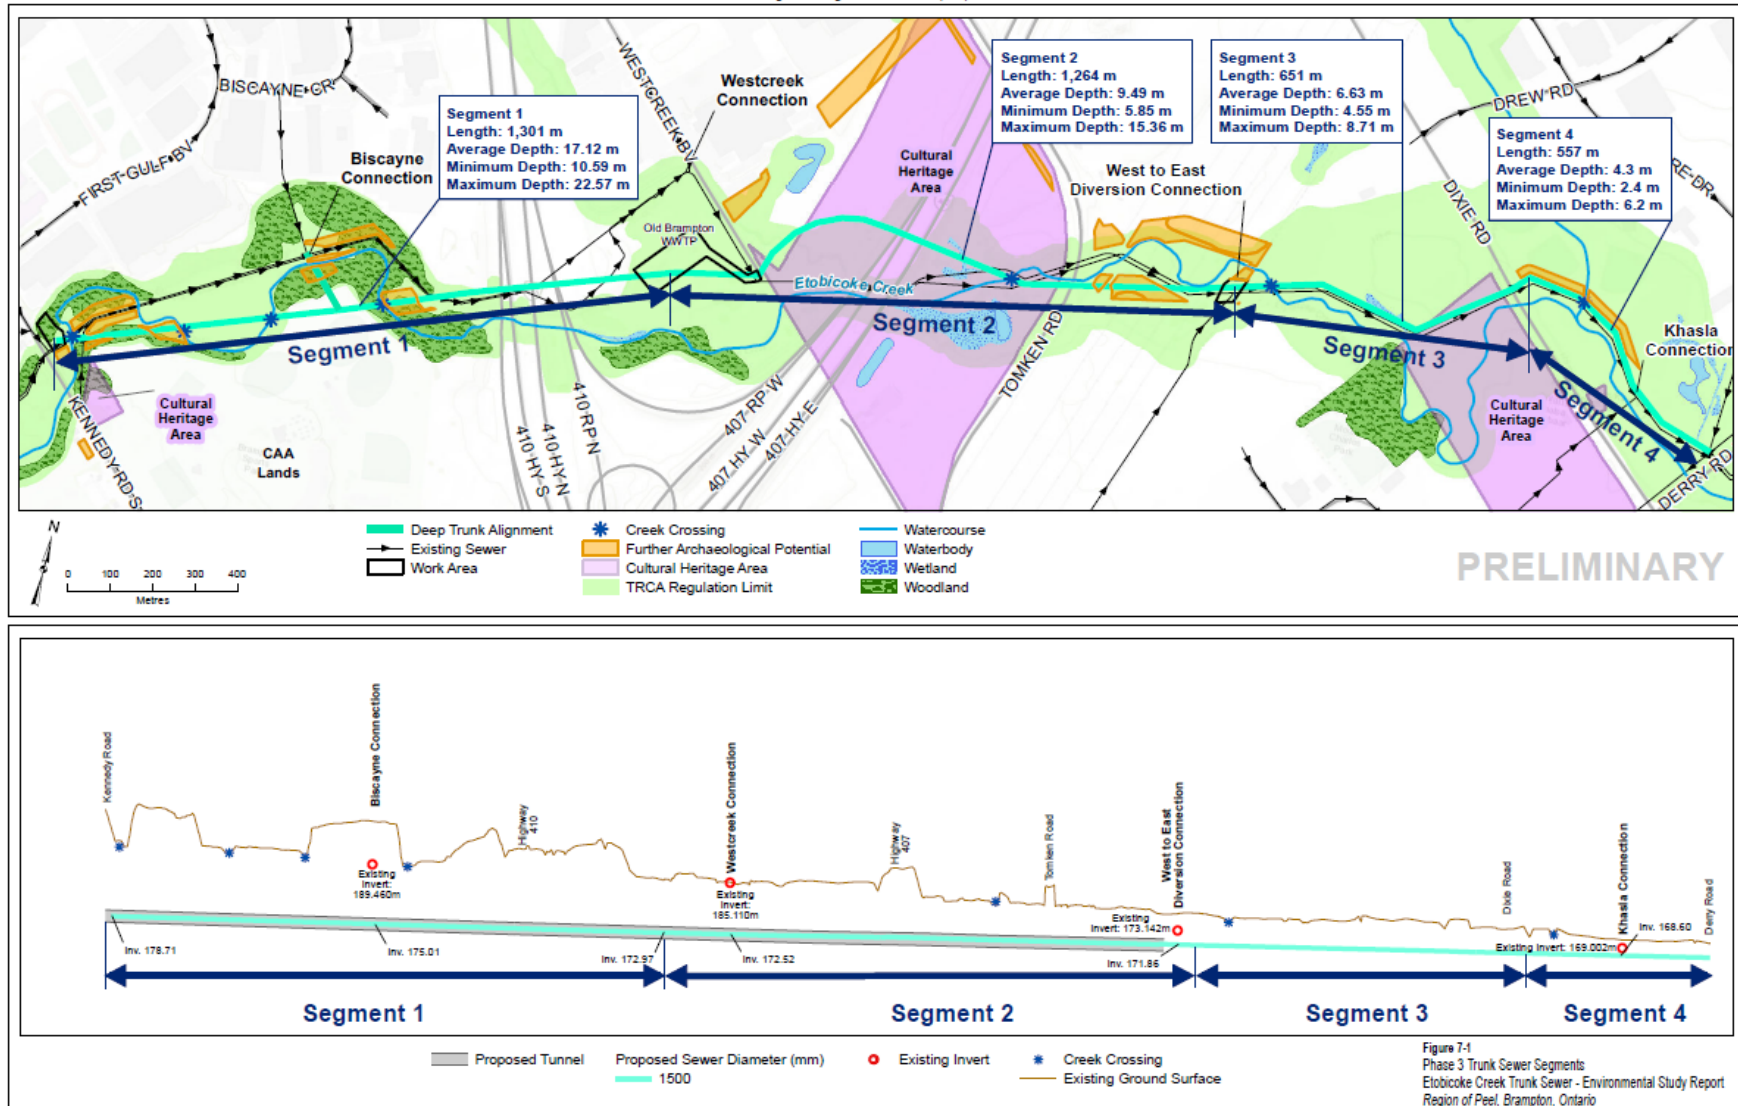 BISCAYNE CR
FIRST GULF BV
WESTCREEK BV
Westcreek
Connection
Segment 1
Length: 1,301 m
Average Depth: 17.12 m
Minimum Depth: 10.59 m
Maximum Depth: 22.57 m
Biscayne
Connection
Segment 2
Length: 1,264 m
Average Depth: 9.49 m
Minimum Depth: 5.85 m
Maximum Depth: 15.36 m
Segment 3
Length: 651 m
Average Depth: 6.63 m
Minimum Depth: 4.55 m
Maximum Depth: 8.71 m
DREW RD
Segment 4
Length: 557 m
Average Depth: 4.3 m
Minimum Depth: 2.4 m
Maximum Depth: 6.2 m
RE-DR
Cultural
Heritage
Area
West to East
Diversion Connection
DIXIE RD
Old Brampton
WWTP
Etobicoke Creek
Segment 1
Segment 2
Segment 3
Segment 4
Khasla
Connection
TOMKEN RD
KENNEDY RD S
Cultural
Heritage
Area
CAA
Lands
410 HY S
410 HY N
410 RP N
407 RP W
407 HY W
407 HY E
Cultural
Heritage
Area
DERRY RD
N
0 100 200 300 400
Metres
Deep Trunk Alignment
Existing Sewer
Work Area
Creek Crossing
Further Archaeological Potential
Cultural Heritage Area
TRCA Regulation Limit
Watercourse
Waterbody
Wetland
Woodland
PRELIMINARY
Kennedy Road
Biscayne Connection
Highway
410
Westcreek Connection
Highway
407
Tomken Road
West to East
Diversion Connection
Dixie Road
Khasla Connection
Derry Road
Existing
Invert:
189.460m
Existing
Invert:
185.110m
Existing
Invert: 173.142m
Existing Invert: 169.002m
Inv. 168.60
Inv. 178.71
Inv. 175.01
Inv. 172.97
Inv. 172.52
Inv. 171.86
Segment 1
Segment 2
Segment 3
Segment 4
Proposed Tunnel
Proposed Sewer Diameter (mm)
1500
Existing Invert
Creek Crossing
Existing Ground Surface
Figure 7-1
Phase 3 Trunk Sewer Segments
Etobicoke Creek Trunk Sewer - Environmental Study Report
Region of Peel, Brampton, Ontario